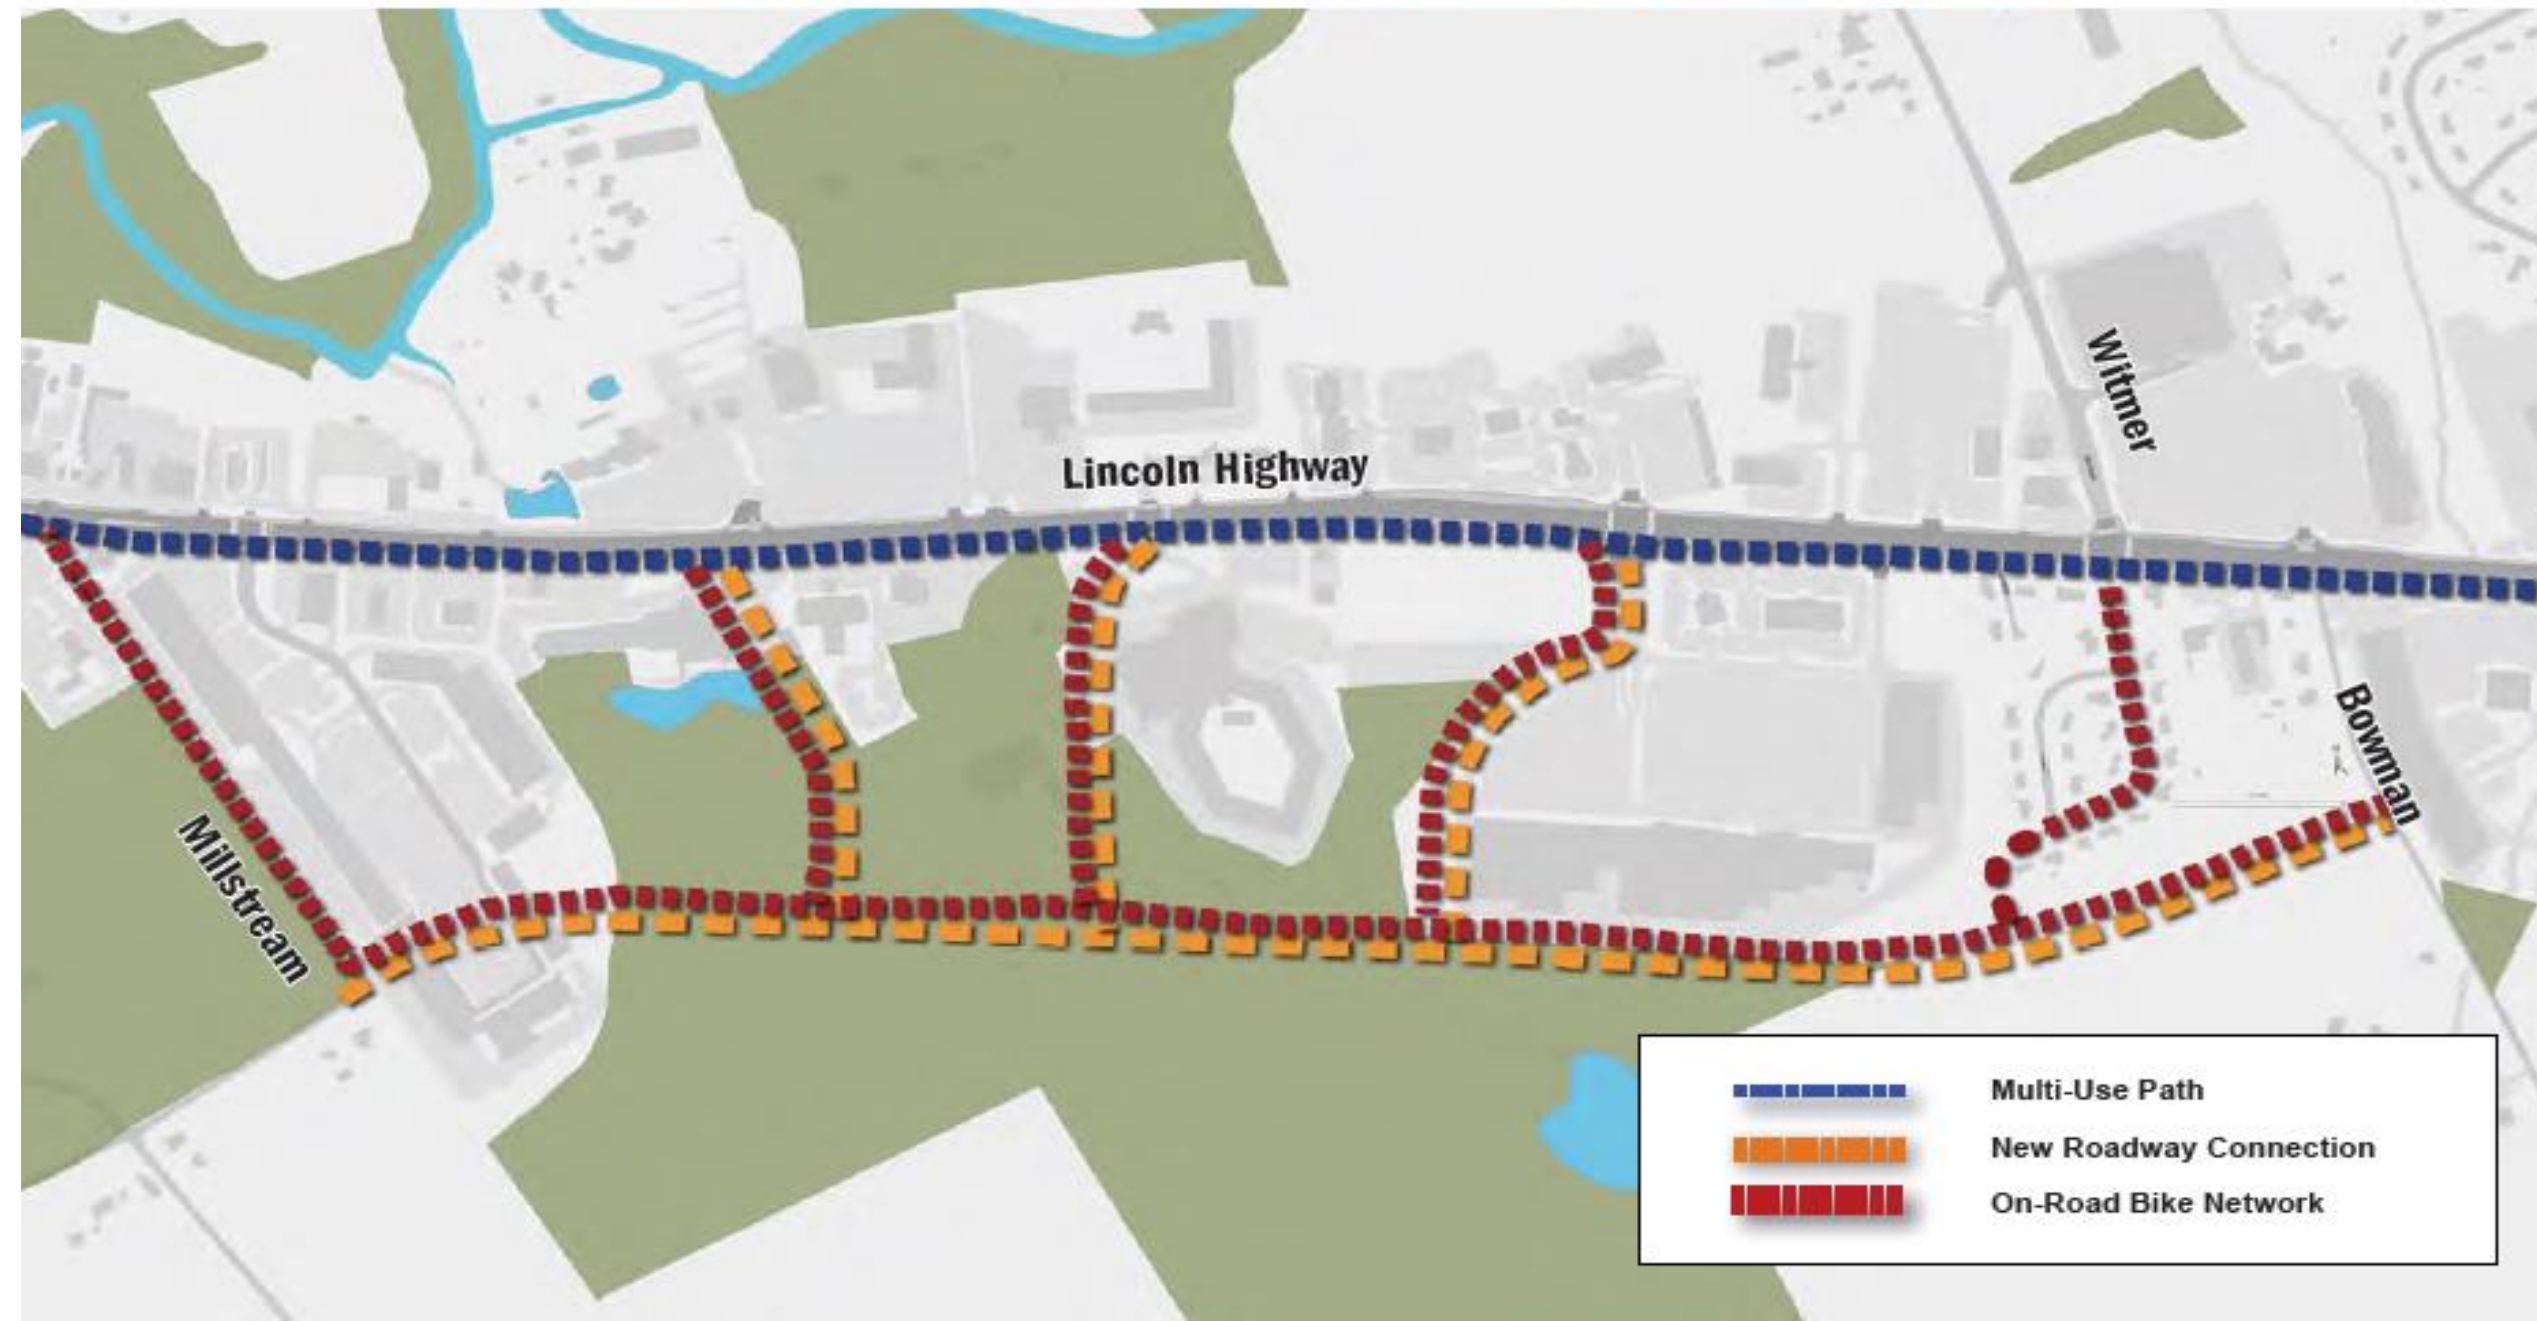 Lincoln Highway
Witmer
Bowman
Millstream
Multi-Use Path
New Roadway Connection
On-Road Bike Network